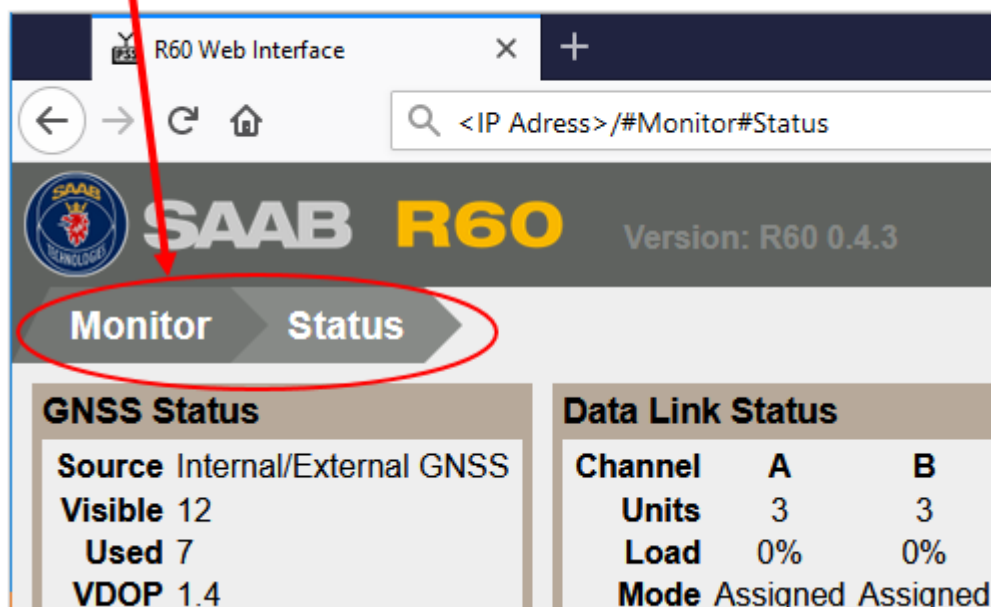 R60 Web Interface
<IP Adress>/#Monitor#Status
SAAB
TECHNOLOGIES
SAAB R60 Version: R60 0.4.3
Monitor Status
GNSS Status
Source Internal/External GNSS
Visible 12
Used 7
VDOP 1.4
Data Link Status
Channel A B
Units 3 3
Load 0% 0%
Mode Assigned Assigned